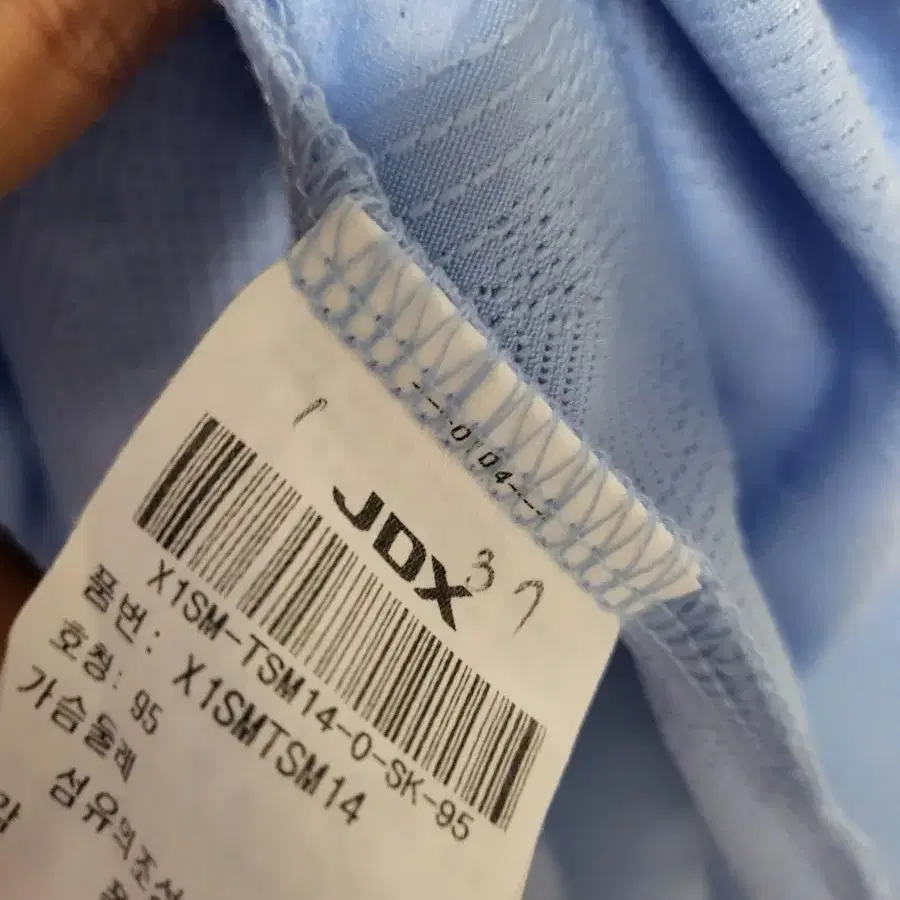 ----0104----
JDX
37
X1SM-TSM14-0-SK-95
품번: X1SMTSM14
호칭: 95
가슴둘레
섬유의조성